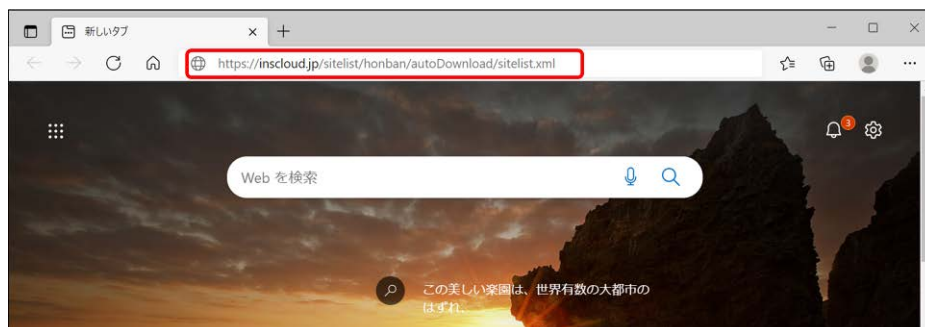 新しいタブ
https://inscloud.jp/sitelist/honban/autoDownload/sitelist.xml
3
Web を検索
この美しい楽園は、世界有数の大都市の
はずれ、